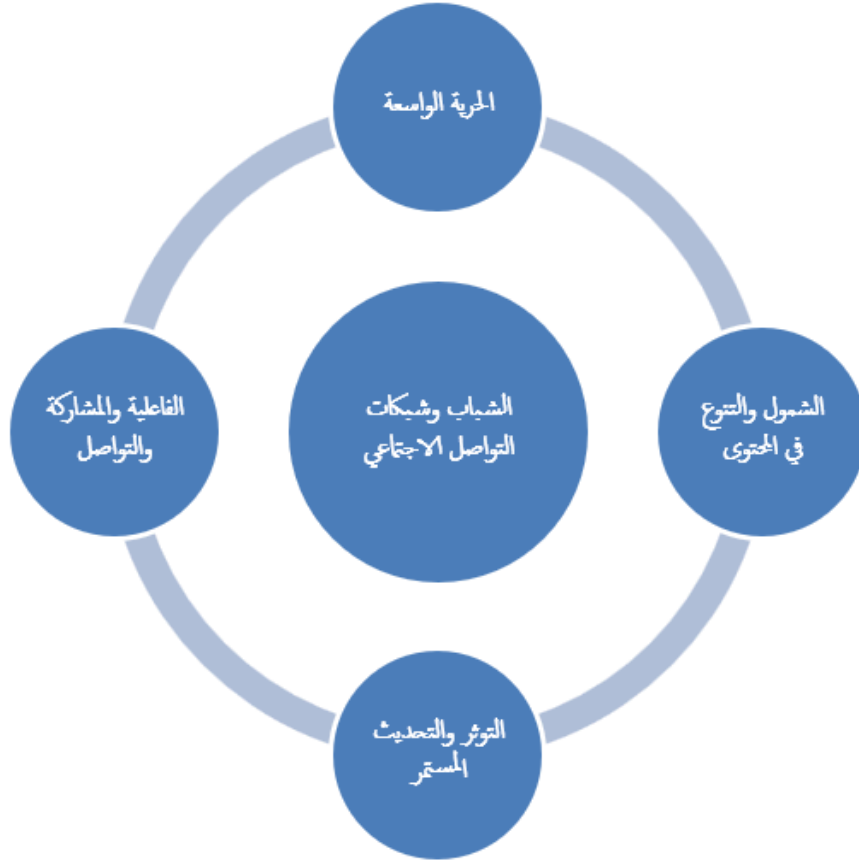 الحرية الواسعة
الشمول والتنوع
في المحتوى
الشباب وشبكات
التواصل الاجتماعي
الفاعلية والمشاركة
والتواصل
التوثر والتحديث
المستمر